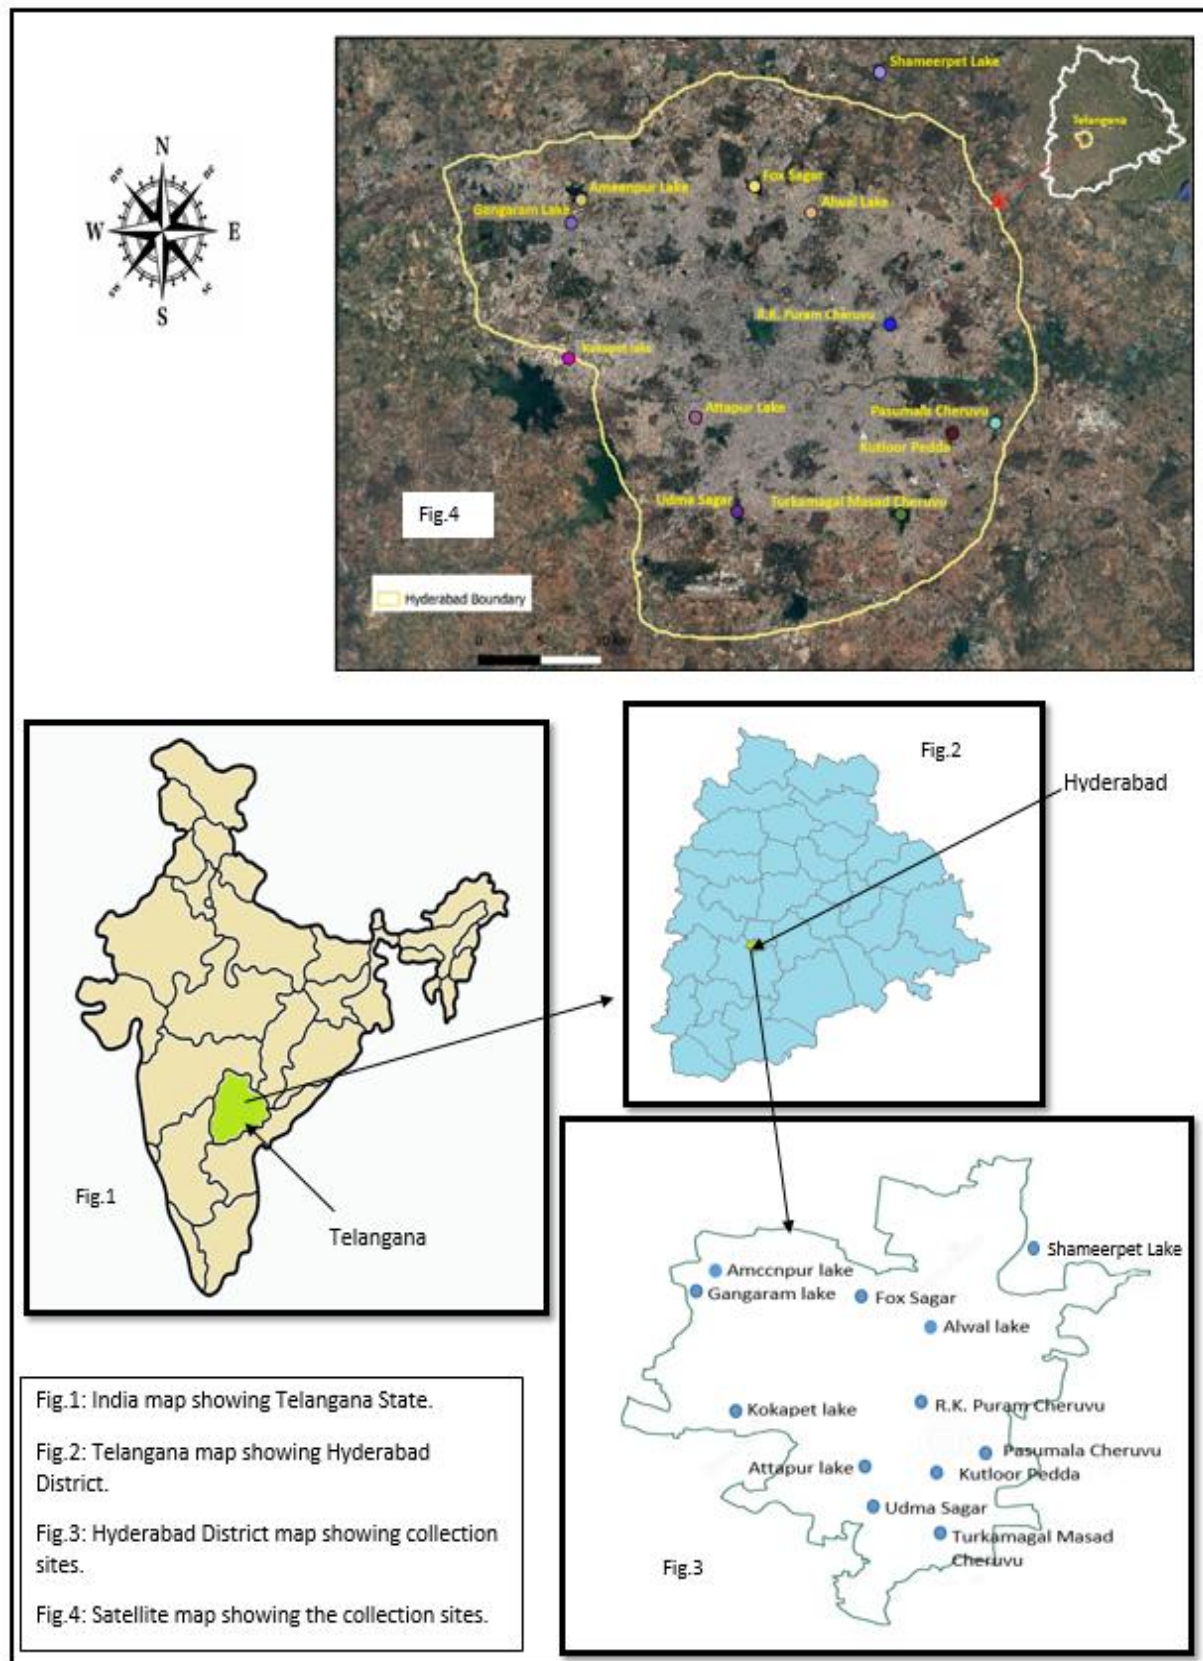 N
nw
ne
W
E
sw
se
S
Shameerpet Lake
Telangana
Ameenpur Lake
Fox Sagar
Gangaram Lake
Alwal Lake
R.K. Puram Cheruvu
Kokapet lake
Attapur Lake
Pasumala Cheruvu
Kutloor Pedda
Udma Sagar
Turkamagal Masad Cheruvu
Fig.4
Hyderabad Boundary
0 5 10 km
Fig.2
Hyderabad
Fig.1
Telangana
Shameerpet Lake
Amccnpur lake
Gangaram lake
Fox Sagar
Alwal lake
Kokapet lake
R.K. Puram Cheruvu
Pasumala Cheruvu
Attapur lake
Kutloor Pedda
Udma Sagar
Turkamagal Masad
Cheruvu
Fig.3
Fig.1: India map showing Telangana State.
Fig.2: Telangana map showing Hyderabad
District.
Fig.3: Hyderabad District map showing collection
sites.
Fig.4: Satellite map showing the collection sites.